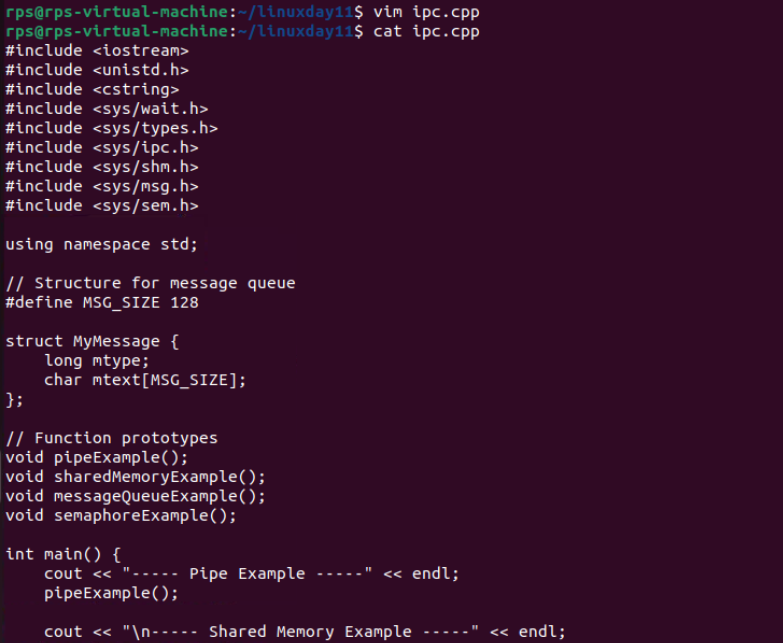 rps@rps-virtual-machine:~/linuxday11$ vim ipc.cpp
rps@rps-virtual-machine:~/linuxday11$ cat ipc.cpp
#include <iostream>
#include <unistd.h>
#include <cstring>
#include <sys/wait.h>
#include <sys/types.h>
#include <sys/ipc.h>
#include <sys/shm.h>
#include <sys/msg.h>
#include <sys/sem.h>
using namespace std;
// Structure for message queue
#define MSG_SIZE 128
struct MyMessage {
    long mtype;
    char mtext[MSG_SIZE];
};
// Function prototypes
void pipeExample();
void sharedMemoryExample();
void messageQueueExample();
void semaphoreExample();
int main() {
    cout << "----- Pipe Example -----" << endl;
    pipeExample();
    cout << "\n----- Shared Memory Example -----" << endl;